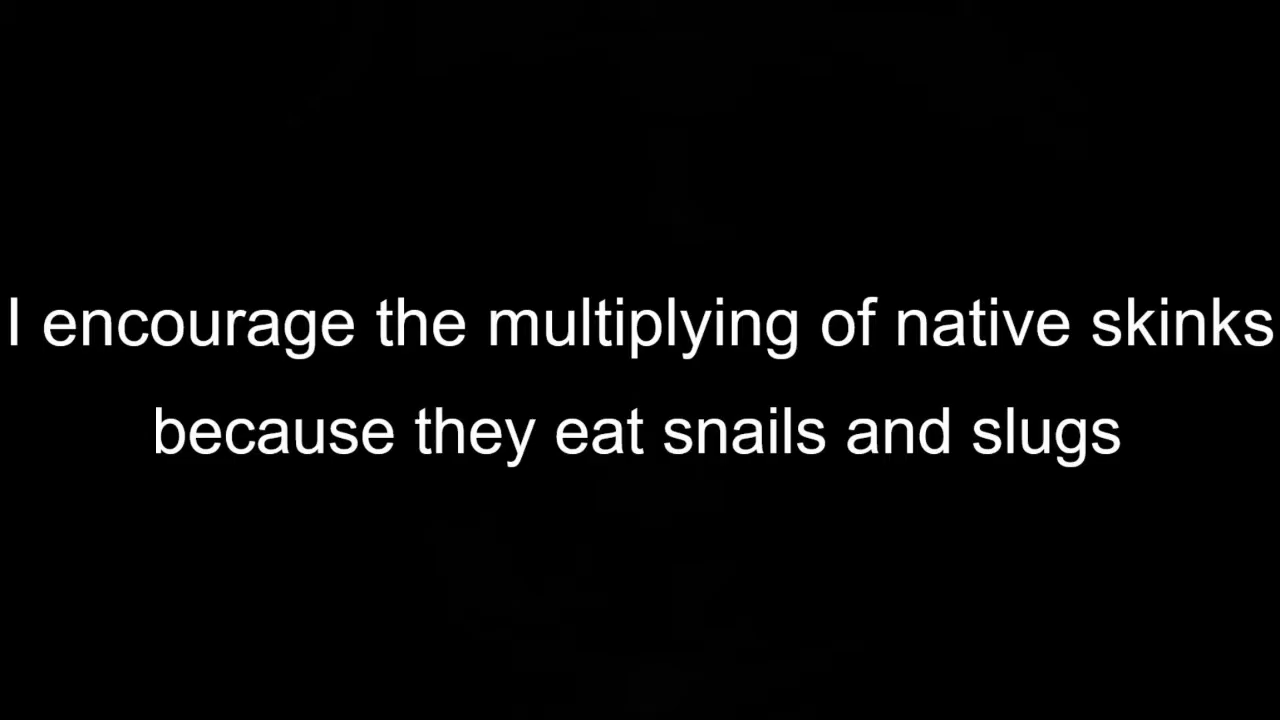 I encourage the multiplying of native skinks
because they eat snails and slugs